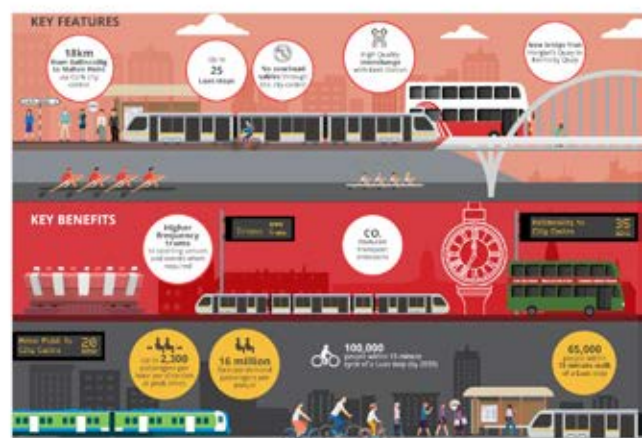 KEY FEATURES
18km
from Ballincollig
to Mahon Point
via Cork city
centre
Up to
25
Luas stops
No overhead
cables through
the city centre
High Quality
interchange
with Kent Station
New bridge from
Horgan's Quay to
Kennedy Quay
KEY BENEFITS
Higher
frequency
trams
to sporting venues
and events when
required
CO₂
Reduced
transport
emissions
Ballincollig to
City Centre
35
MINS
Mahon Point to
City Centre
20
MINS
Up to
2,300
passengers per
hour per direction
at peak times
16 million
passengers per
annum
100,000
people within 15 minute
cycle of a Luas stop
65,000
people within
10 minute walk
of a Luas stop